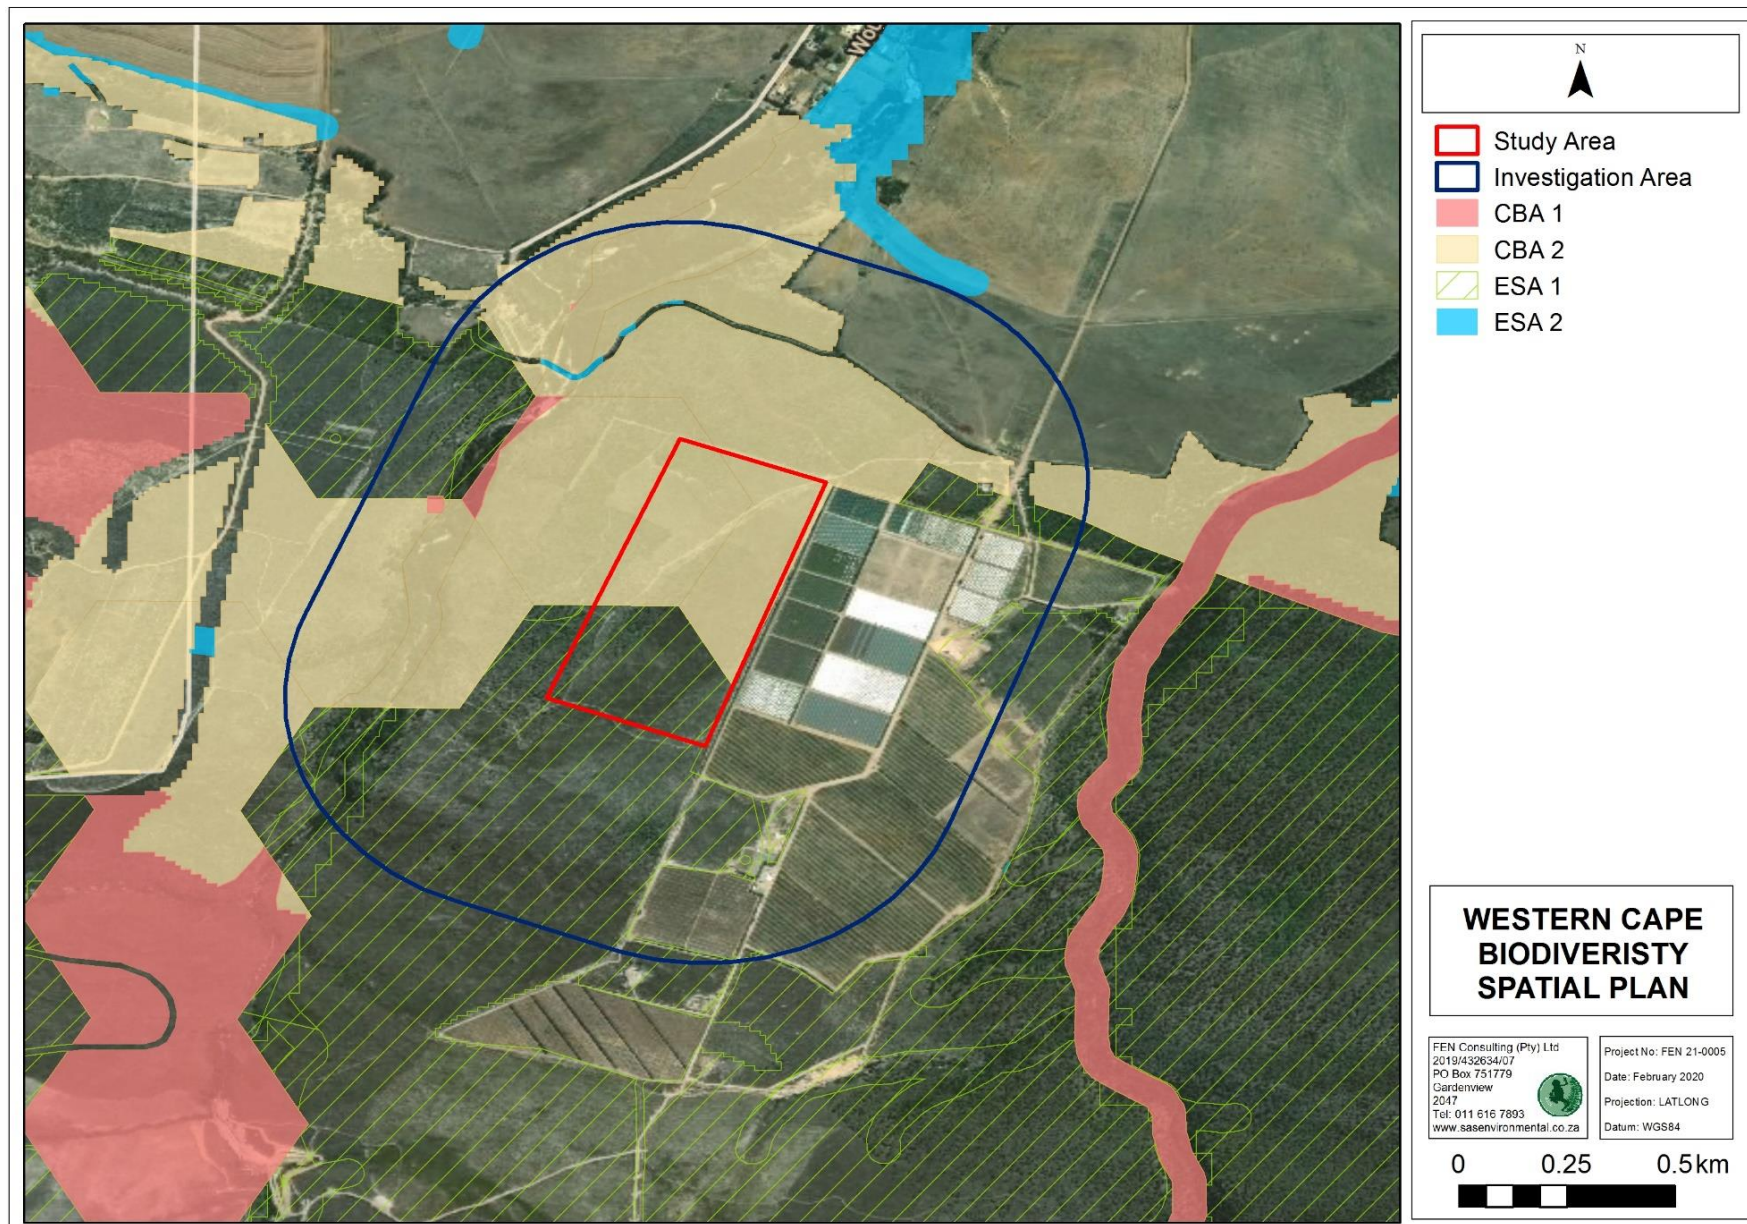 Woo
N
Study Area
Investigation Area
CBA 1
CBA 2
ESA 1
ESA 2
WESTERN CAPE
BIODIVERISTY
SPATIAL PLAN
FEN Consulting (Pty) Ltd
2019/432634/07
PO Box 751779
Gardenview
2047
Tel: 011 616 7893
www.sasenvironmental.co.za
Project No: FEN 21-0005
Date: February 2020
Projection: LATLONG
Datum: WGS84
0 0.25 0.5km